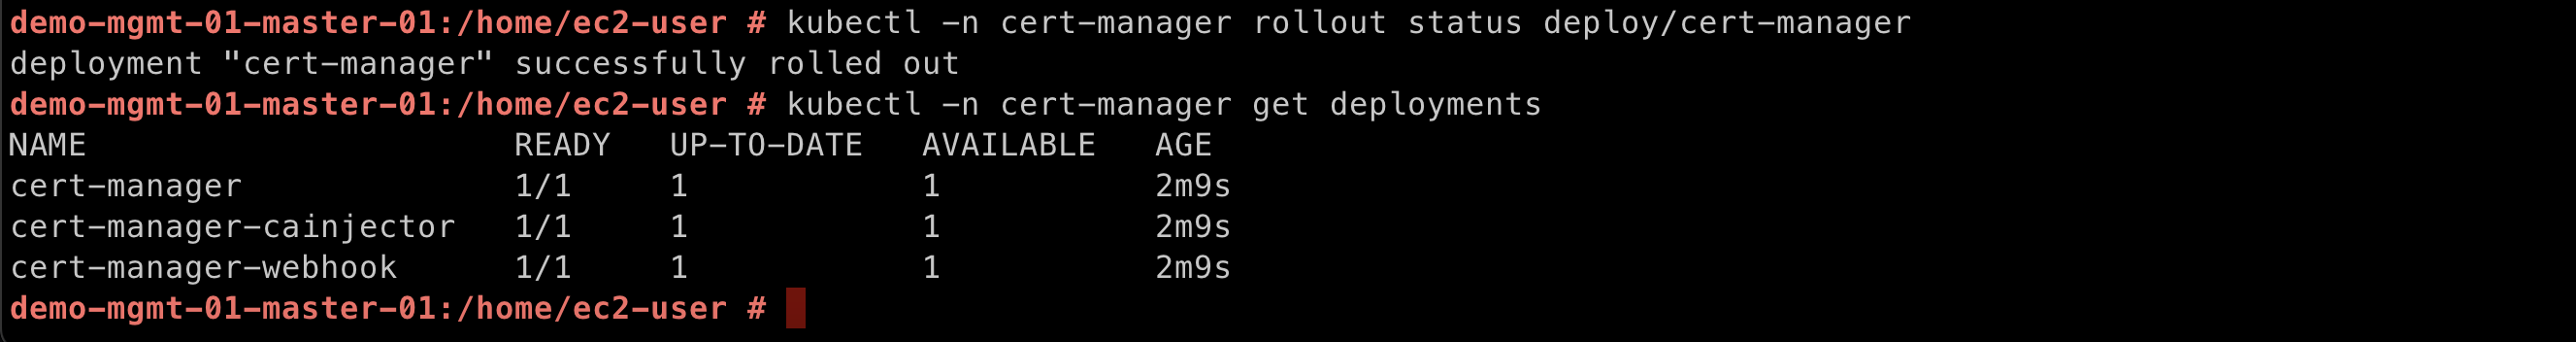 demo-mgmt-01-master-01:/home/ec2-user # kubectl -n cert-manager rollout status deploy/cert-manager
deployment "cert-manager" successfully rolled out
demo-mgmt-01-master-01:/home/ec2-user # kubectl -n cert-manager get deployments
NAME                      READY   UP-TO-DATE   AVAILABLE   AGE
cert-manager              1/1     1            1           2m9s
cert-manager-cainjector   1/1     1            1           2m9s
cert-manager-webhook      1/1     1            1           2m9s
demo-mgmt-01-master-01:/home/ec2-user #